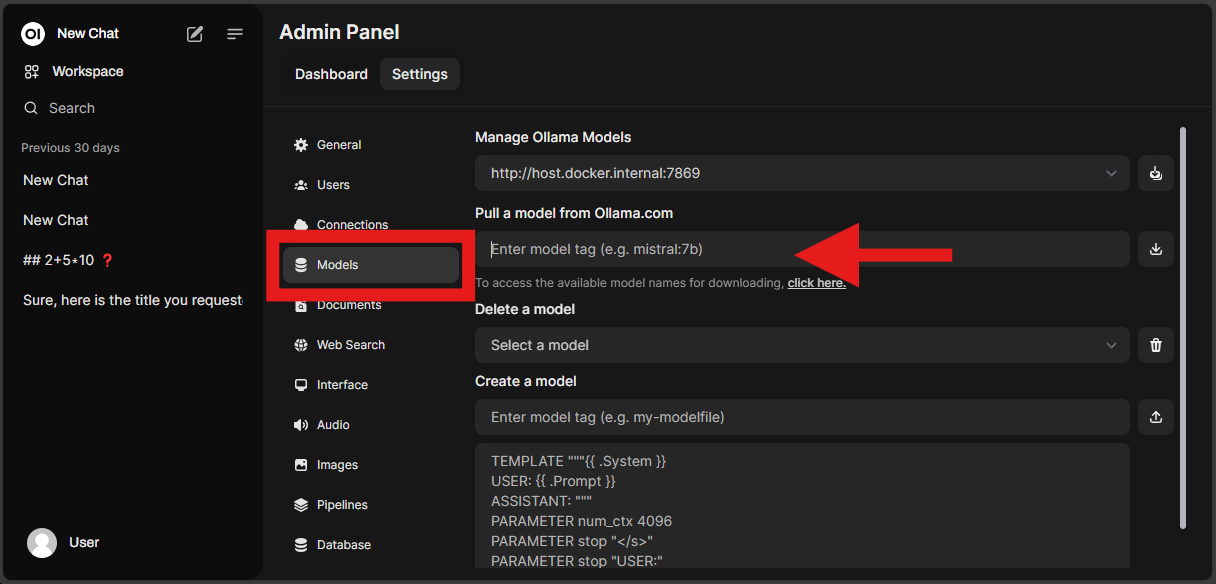 OI New Chat
Workspace
Search
Previous 30 days
New Chat
New Chat
## 2+5*10 ❓
Sure, here is the title you request
User
Admin Panel
Dashboard Settings
General
Users
Connections
Models
Documents
Web Search
Interface
Audio
Images
Pipelines
Database
Manage Ollama Models
http://host.docker.internal:7869
Pull a model from Ollama.com
Enter model tag (e.g. mistral:7b)
To access the available model names for downloading, click here.
Delete a model
Select a model
Create a model
Enter model tag (e.g. my-modelfile)
TEMPLATE """{{ .System }}
USER: {{ .Prompt }}
ASSISTANT: """
PARAMETER num_ctx 4096
PARAMETER stop "</s>"
PARAMETER stop "USER:"